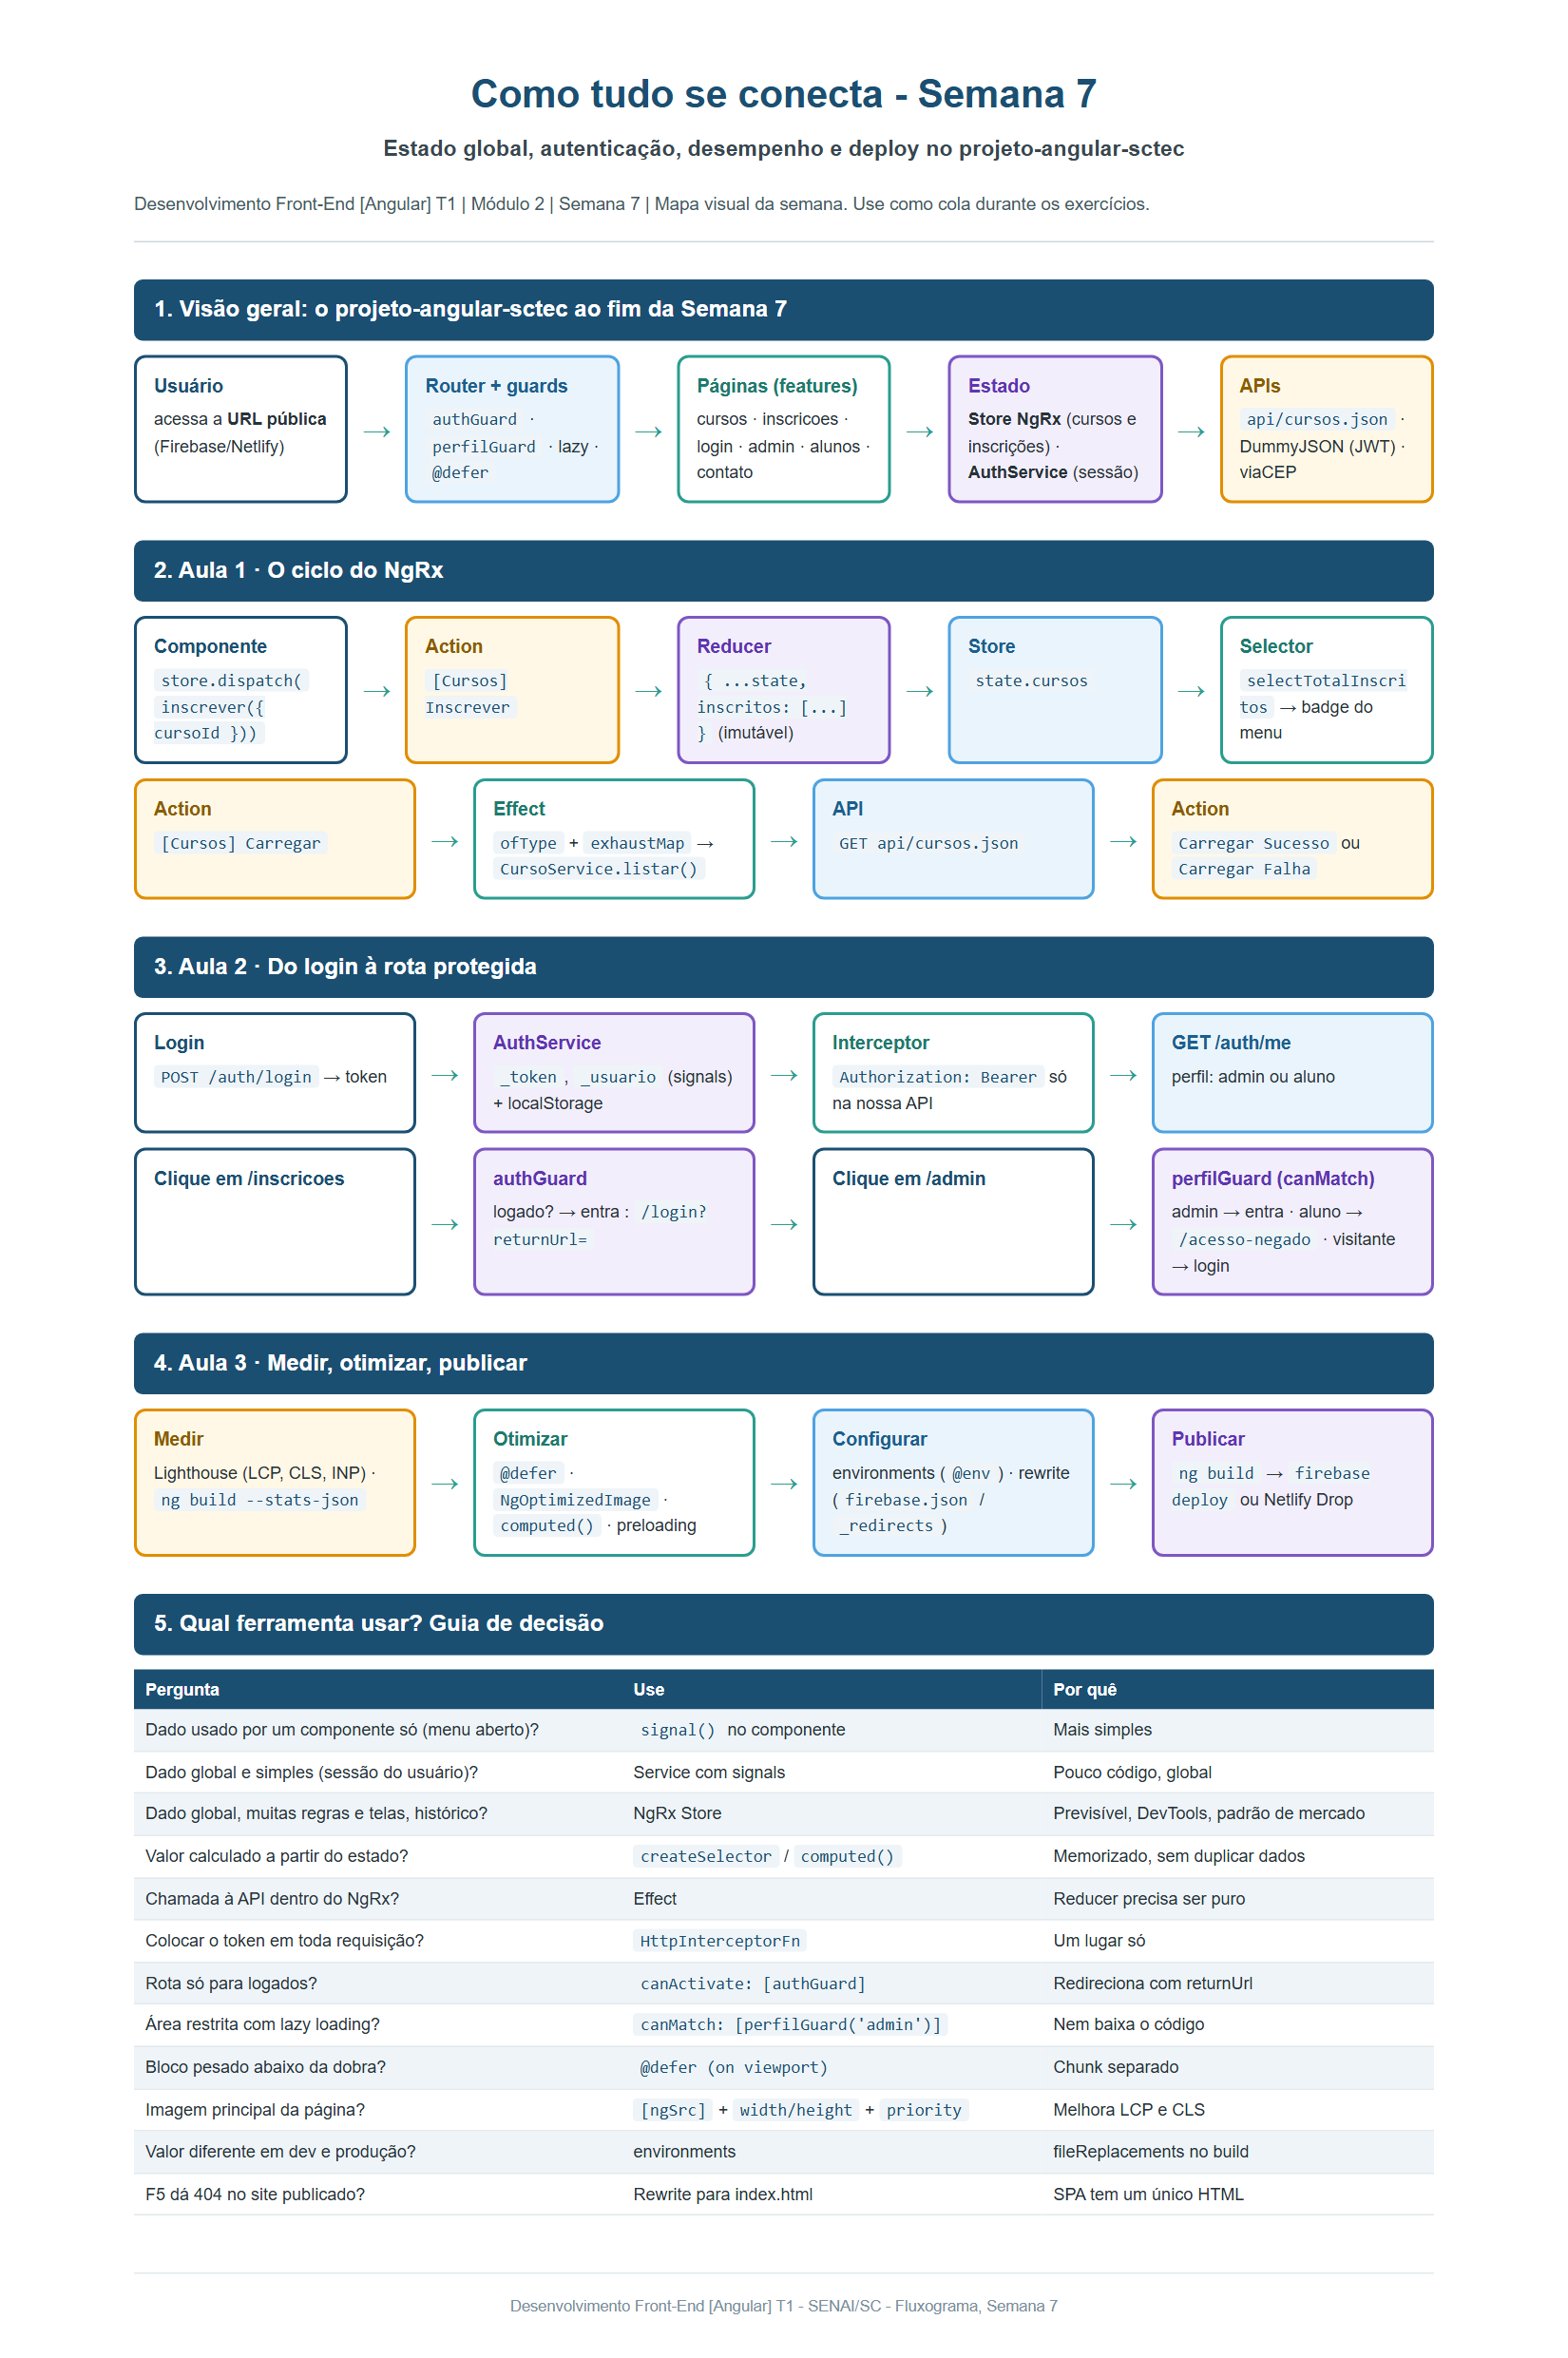 Como tudo se conecta - Semana 7
Estado global, autenticação, desempenho e deploy no projeto-angular-sctec
Desenvolvimento Front-End [Angular] T1 | Módulo 2 | Semana 7 | Mapa visual da semana. Use como cola durante os exercícios.
1. Visão geral: o projeto-angular-sctec ao fim da Semana 7
Usuário
acessa a URL pública
(Firebase/Netlify)
→
Router + guards
authGuard ·
perfilGuard · lazy ·
@defer
→
Páginas (features)
cursos · inscricoes ·
login · admin · alunos ·
contato
→
Estado
Store NgRx (cursos e
inscrições) ·
AuthService (sessão)
→
APIs
api/cursos.json ·
DummyJSON (JWT) ·
viaCEP
2. Aula 1 · O ciclo do NgRx
Componente
store.dispatch(
inscrever({
cursoId }))
→
Action
[Cursos]
Inscrever
→
Reducer
{ ...state,
inscritos: [...]
} (imutável)
→
Store
state.cursos
→
Selector
selectTotalInscri
tos → badge do
menu
Action
[Cursos] Carregar
→
Effect
ofType + exhaustMap →
CursoService.listar()
→
API
GET api/cursos.json
→
Action
Carregar Sucesso ou
Carregar Falha
3. Aula 2 · Do login à rota protegida
Login
POST /auth/login → token
→
AuthService
_token , _usuario (signals)
+ localStorage
→
Interceptor
Authorization: Bearer só
na nossa API
→
GET /auth/me
perfil: admin ou aluno
Clique em /inscricoes
→
authGuard
logado? → entra : /login?
returnUrl=
→
Clique em /admin
→
perfilGuard (canMatch)
admin → entra · aluno →
/acesso-negado · visitante
→ login
4. Aula 3 · Medir, otimizar, publicar
Medir
Lighthouse (LCP, CLS, INP) ·
ng build --stats-json
→
Otimizar
@defer ·
NgOptimizedImage ·
computed() · preloading
→
Configurar
environments ( @env ) · rewrite
( firebase.json /
_redirects )
→
Publicar
ng build → firebase
deploy ou Netlify Drop
5. Qual ferramenta usar? Guia de decisão
Pergunta Use Por quê
Dado usado por um componente só (menu aberto)? signal() no componente Mais simples
Dado global e simples (sessão do usuário)? Service com signals Pouco código, global
Dado global, muitas regras e telas, histórico? NgRx Store Previsível, DevTools, padrão de mercado
Valor calculado a partir do estado? createSelector / computed() Memorizado, sem duplicar dados
Chamada à API dentro do NgRx? Effect Reducer precisa ser puro
Colocar o token em toda requisição? HttpInterceptorFn Um lugar só
Rota só para logados? canActivate: [authGuard] Redireciona com returnUrl
Área restrita com lazy loading? canMatch: [perfilGuard('admin')] Nem baixa o código
Bloco pesado abaixo da dobra? @defer (on viewport) Chunk separado
Imagem principal da página? [ngSrc] + width/height + priority Melhora LCP e CLS
Valor diferente em dev e produção? environments fileReplacements no build
F5 dá 404 no site publicado? Rewrite para index.html SPA tem um único HTML
Desenvolvimento Front-End [Angular] T1 - SENAI/SC - Fluxograma, Semana 7